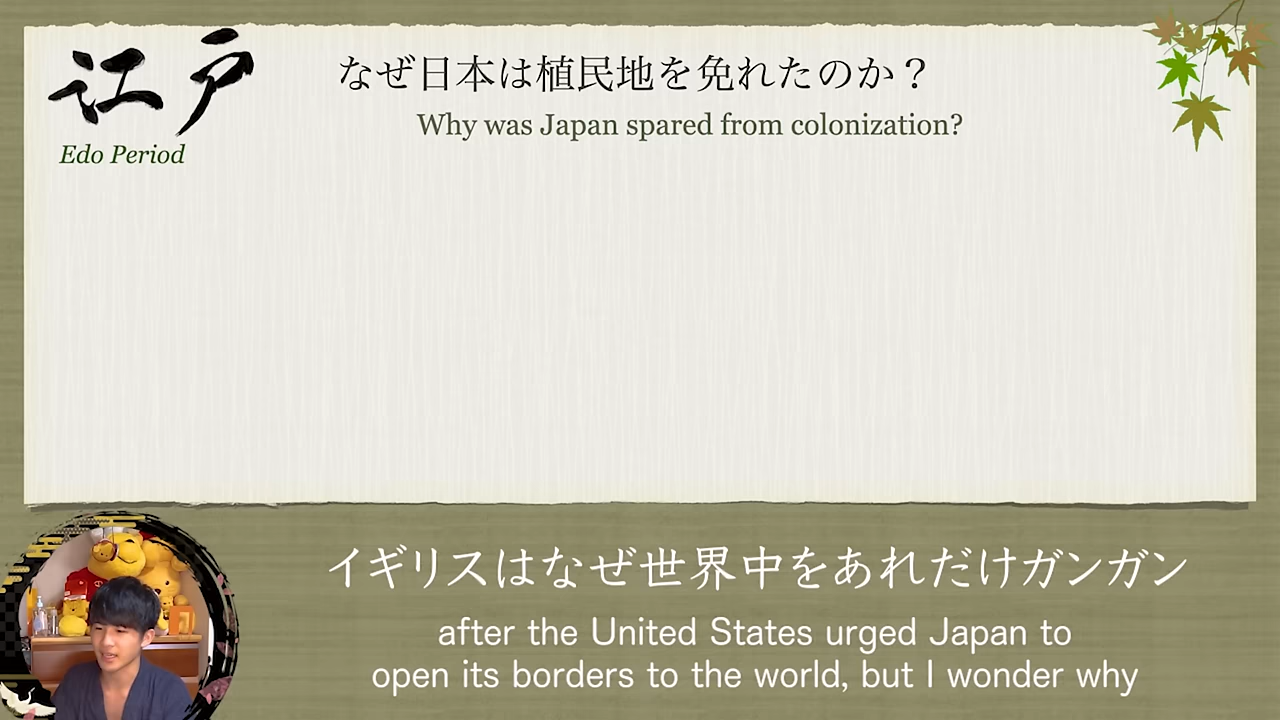 江戸
Edo Period
なぜ日本は植民地を免れたのか？
Why was Japan spared from colonization?
イギリスはなぜ世界中をあれだけガンガン
after the United States urged Japan to
open its borders to the world, but I wonder why